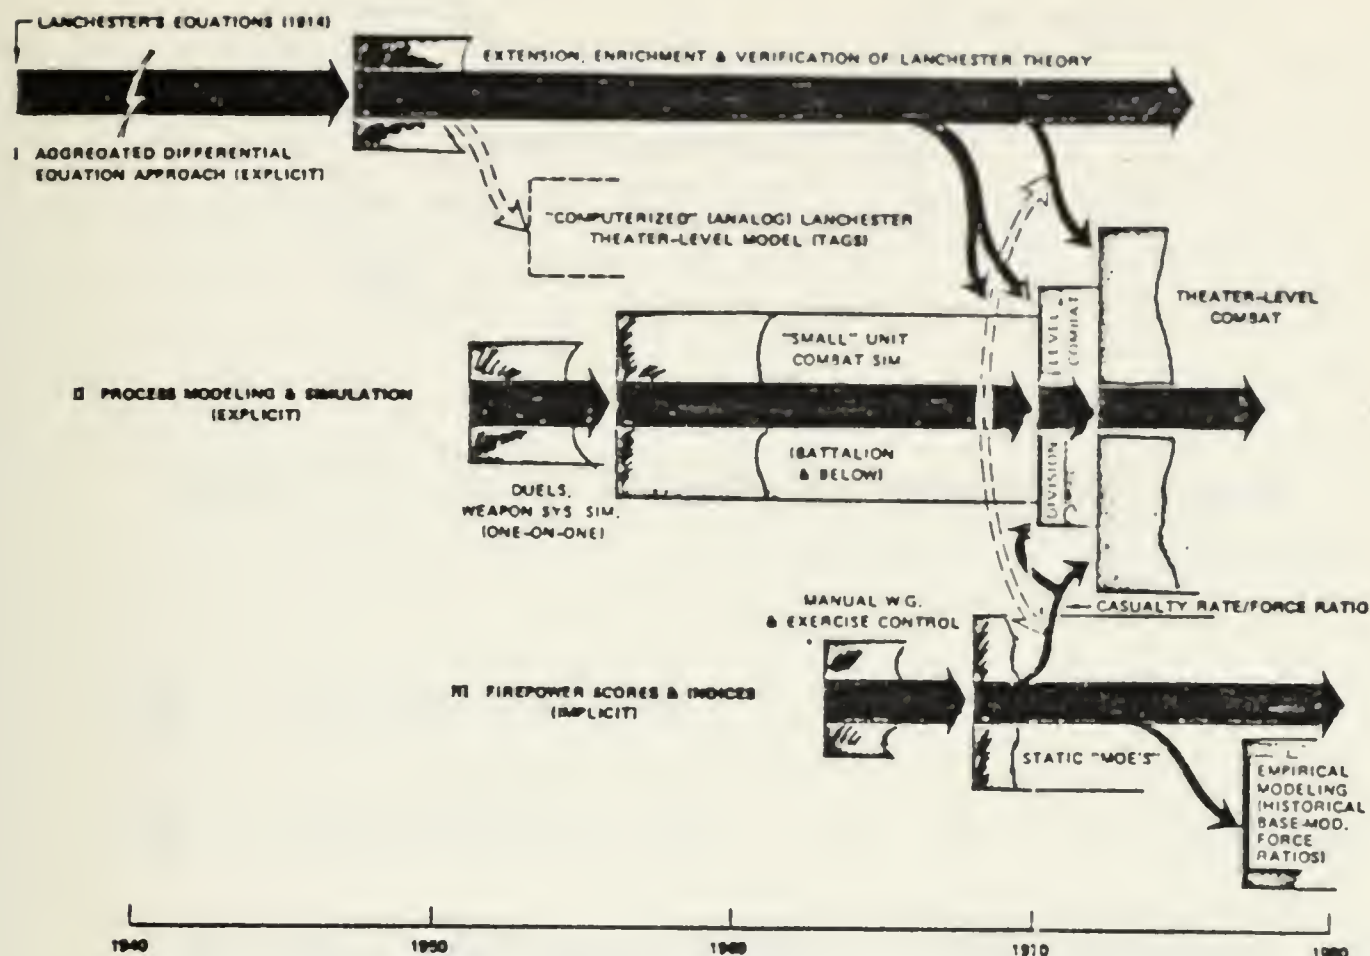 LANCHESTER'S EQUATIONS (1914)
EXTENSION, ENRICHMENT & VERIFICATION OF LANCHESTER THEORY
I AGGREGATED DIFFERENTIAL
EQUATION APPROACH (EXPLICIT)
"COMPUTERIZED" (ANALOG) LANCHESTER
THEATER-LEVEL MODEL (TAGS)
THEATER-LEVEL
COMBAT
"SMALL" UNIT
COMBAT SIM
(BATTALION
& BELOW)
LEVEL
COMBAT
DIVISION
II PROCESS MODELING & SIMULATION
(EXPLICIT)
DUELS,
WEAPON SYS. SIM.
(ONE-ON-ONE)
MANUAL W.G.
& EXERCISE CONTROL
CASUALTY RATE/FORCE RATIO
III FIREPOWER SCORES & INDICES
(IMPLICIT)
STATIC "MOE'S"
EMPIRICAL
MODELING
(HISTORICAL
BASE-MOD.
FORCE
RATIOS)
1940
1950
1960
1970
1980